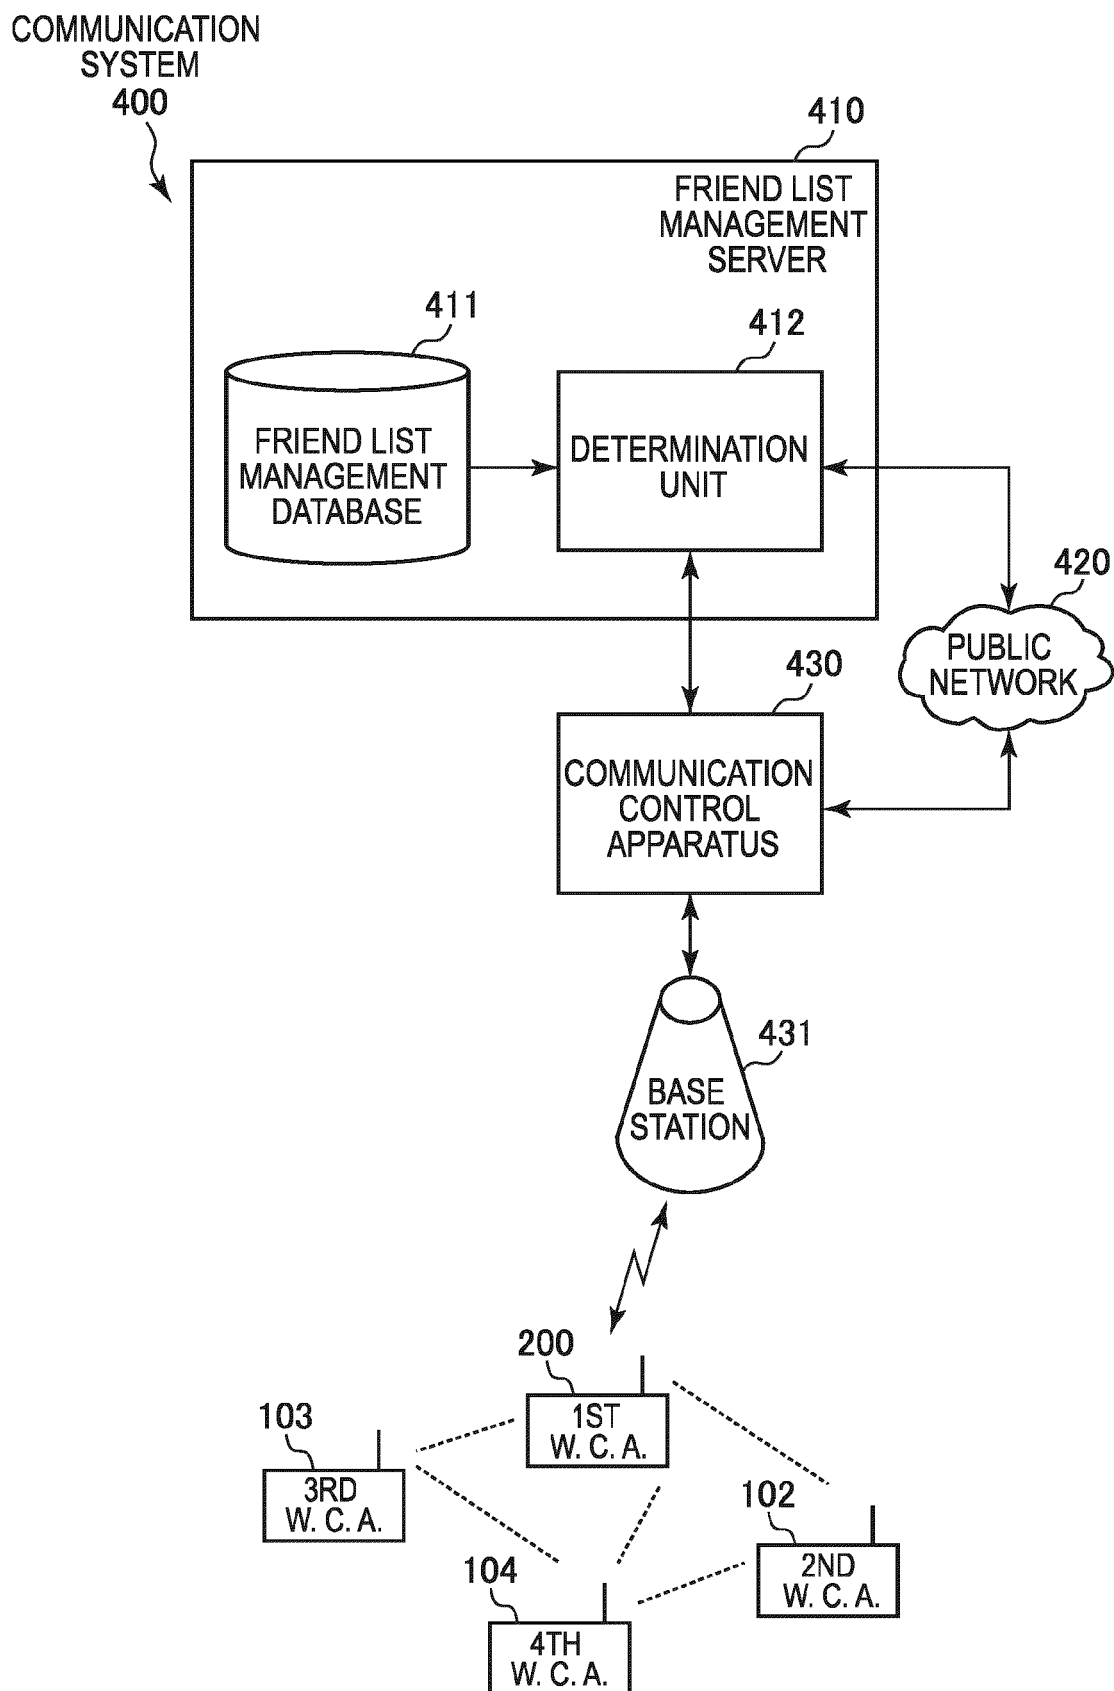 COMMUNICATION
SYSTEM
400
410
FRIEND LIST
MANAGEMENT
SERVER
411
412
FRIEND LIST
MANAGEMENT
DATABASE
DETERMINATION
UNIT
420
PUBLIC
NETWORK
430
COMMUNICATION
CONTROL
APPARATUS
431
BASE
STATION
200
1ST
W. C. A.
103
3RD
W. C. A.
102
2ND
W. C. A.
104
4TH
W. C. A.